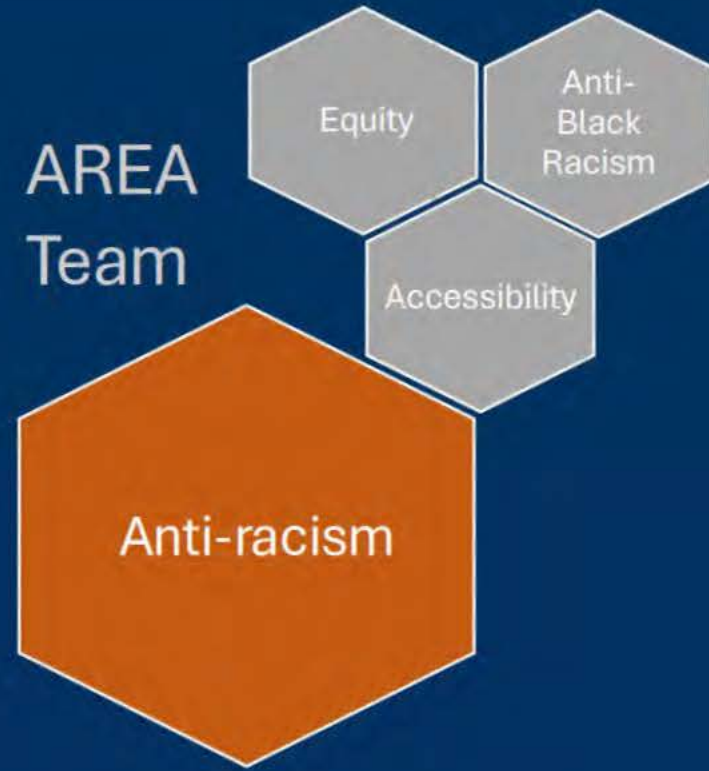 AREA
Team
Equity
Anti-
Black
Racism
Accessibility
Anti-racism